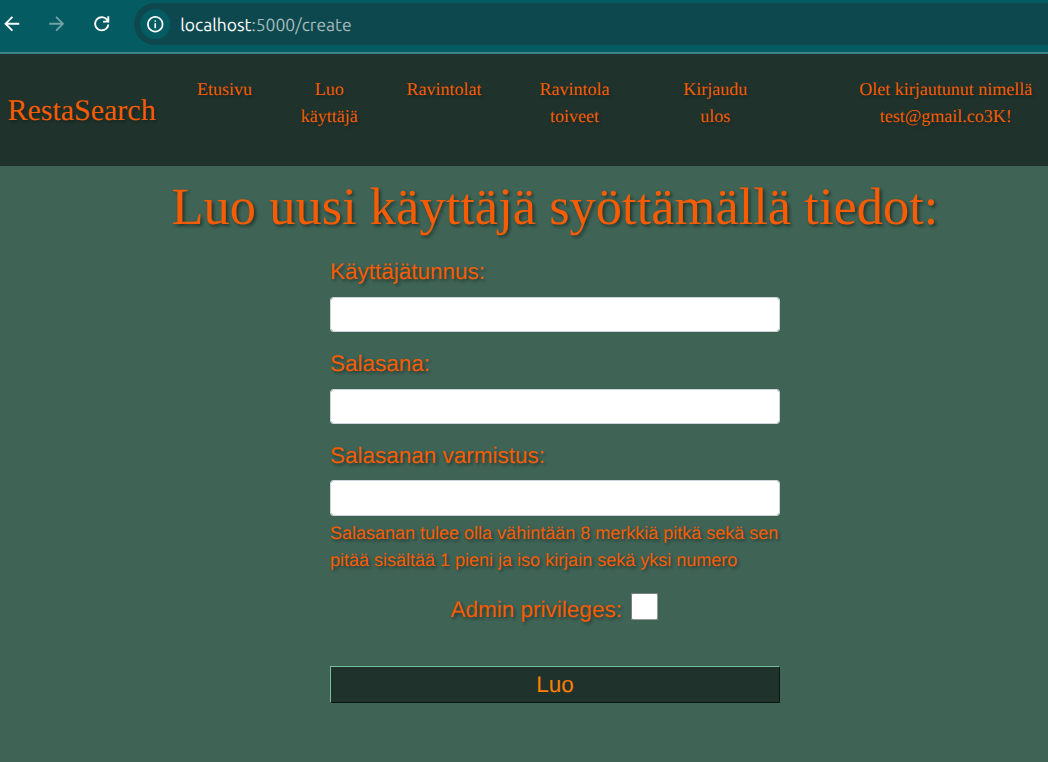 localhost:5000/create
RestaSearch
Etusivu
Luo
käyttäjä
Ravintolat
Ravintola
toiveet
Kirjaudu
ulos
Olet kirjautunut nimellä
test@gmail.co3K!
Luo uusi käyttäjä syöttämällä tiedot:
Käyttäjätunnus:
Salasana:
Salasanan varmistus:
Salasanan tulee olla vähintään 8 merkkiä pitkä sekä sen
pitää sisältää 1 pieni ja iso kirjain sekä yksi numero
Admin privileges:
Luo